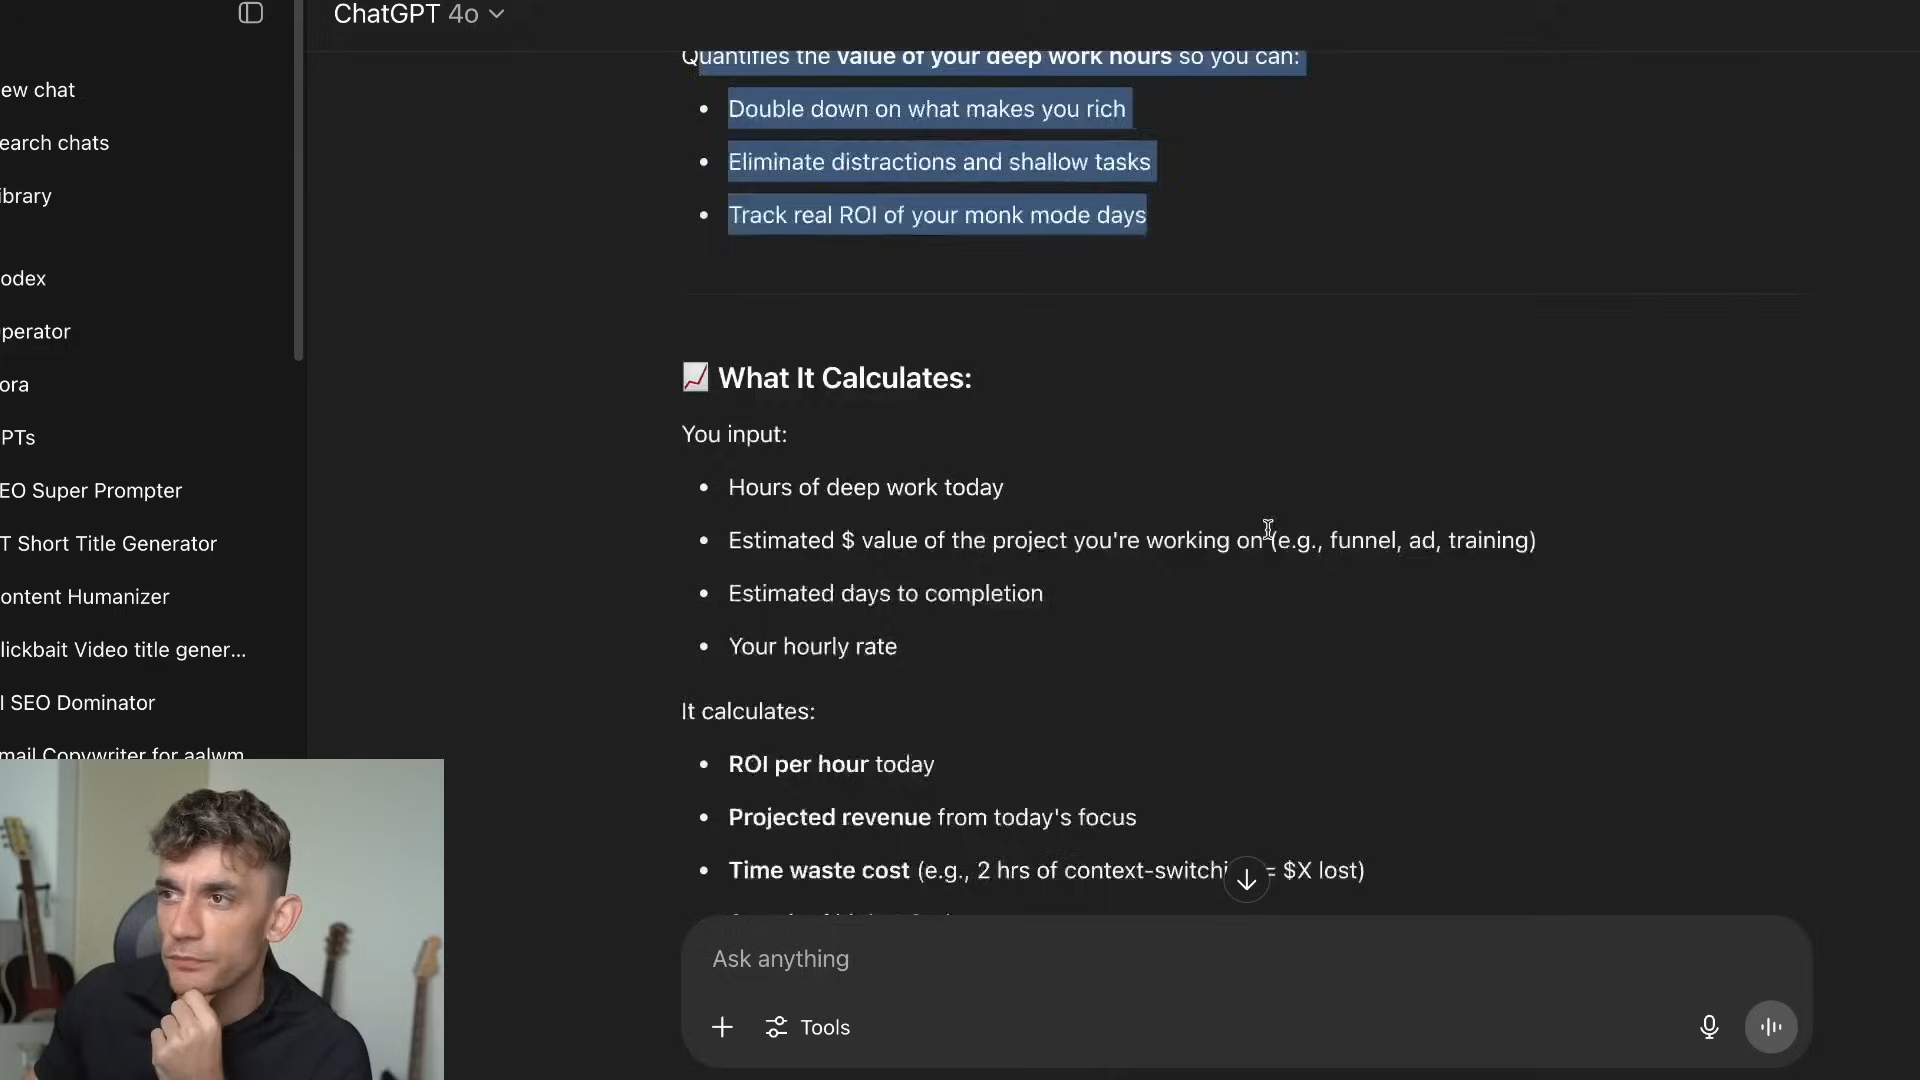 ChatGPT 4o
ew chat
earch chats
ibrary
odex
perator
ora
PTs
EO Super Prompter
T Short Title Generator
ontent Humanizer
lickbait Video title gener...
I SEO Dominator
mail Copywriter for aalwm
Quantifies the value of your deep work hours so you can:
• Double down on what makes you rich
• Eliminate distractions and shallow tasks
• Track real ROI of your monk mode days
📈 What It Calculates:
You input:
• Hours of deep work today
• Estimated $ value of the project you're working on (e.g., funnel, ad, training)
• Estimated days to completion
• Your hourly rate
It calculates:
• ROI per hour today
• Projected revenue from today's focus
• Time waste cost (e.g., 2 hrs of context-switchi = $X lost)
Ask anything
Tools